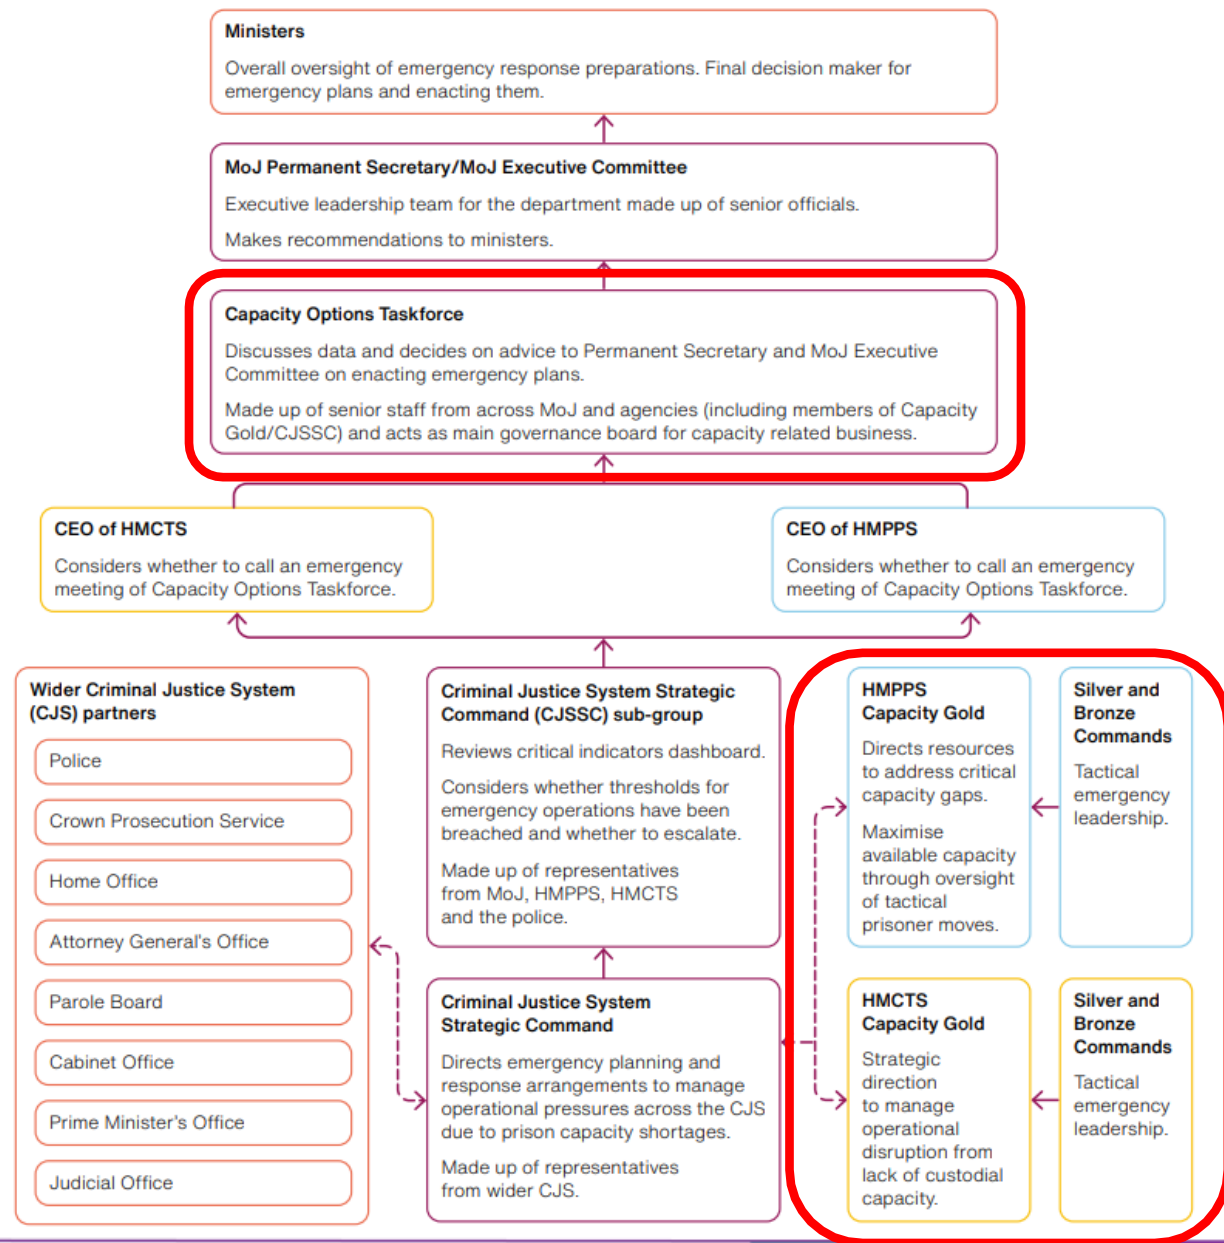 Ministers
Overall oversight of emergency response preparations. Final decision maker for
emergency plans and enacting them.
MoJ Permanent Secretary/MoJ Executive Committee
Executive leadership team for the department made up of senior officials.
Makes recommendations to ministers.
Capacity Options Taskforce
Discusses data and decides on advice to Permanent Secretary and MoJ Executive
Committee on enacting emergency plans.
Made up of senior staff from across MoJ and agencies (including members of Capacity
Gold/CJSSC) and acts as main governance board for capacity related business.
CEO of HMCTS
Considers whether to call an emergency
meeting of Capacity Options Taskforce.
CEO of HMPPS
Considers whether to call an emergency
meeting of Capacity Options Taskforce.
Wider Criminal Justice System
(CJS) partners
Police
Crown Prosecution Service
Home Office
Attorney General's Office
Parole Board
Cabinet Office
Prime Minister's Office
Judicial Office
Criminal Justice System Strategic
Command (CJSSC) sub-group
Reviews critical indicators dashboard.
Considers whether thresholds for
emergency operations have been
breached and whether to escalate.
Made up of representatives
from MoJ, HMPPS, HMCTS
and the police.
Criminal Justice System
Strategic Command
Directs emergency planning and
response arrangements to manage
operational pressures across the CJS
due to prison capacity shortages.
Made up of representatives
from wider CJS.
HMPPS
Capacity Gold
Directs resources
to address critical
capacity gaps.
Maximise
available capacity
through oversight
of tactical
prisoner moves.
Silver and
Bronze
Commands
Tactical
emergency
leadership.
HMCTS
Capacity Gold
Strategic
direction
to manage
operational
disruption from
lack of custodial
capacity.
Silver and
Bronze
Commands
Tactical
emergency
leadership.